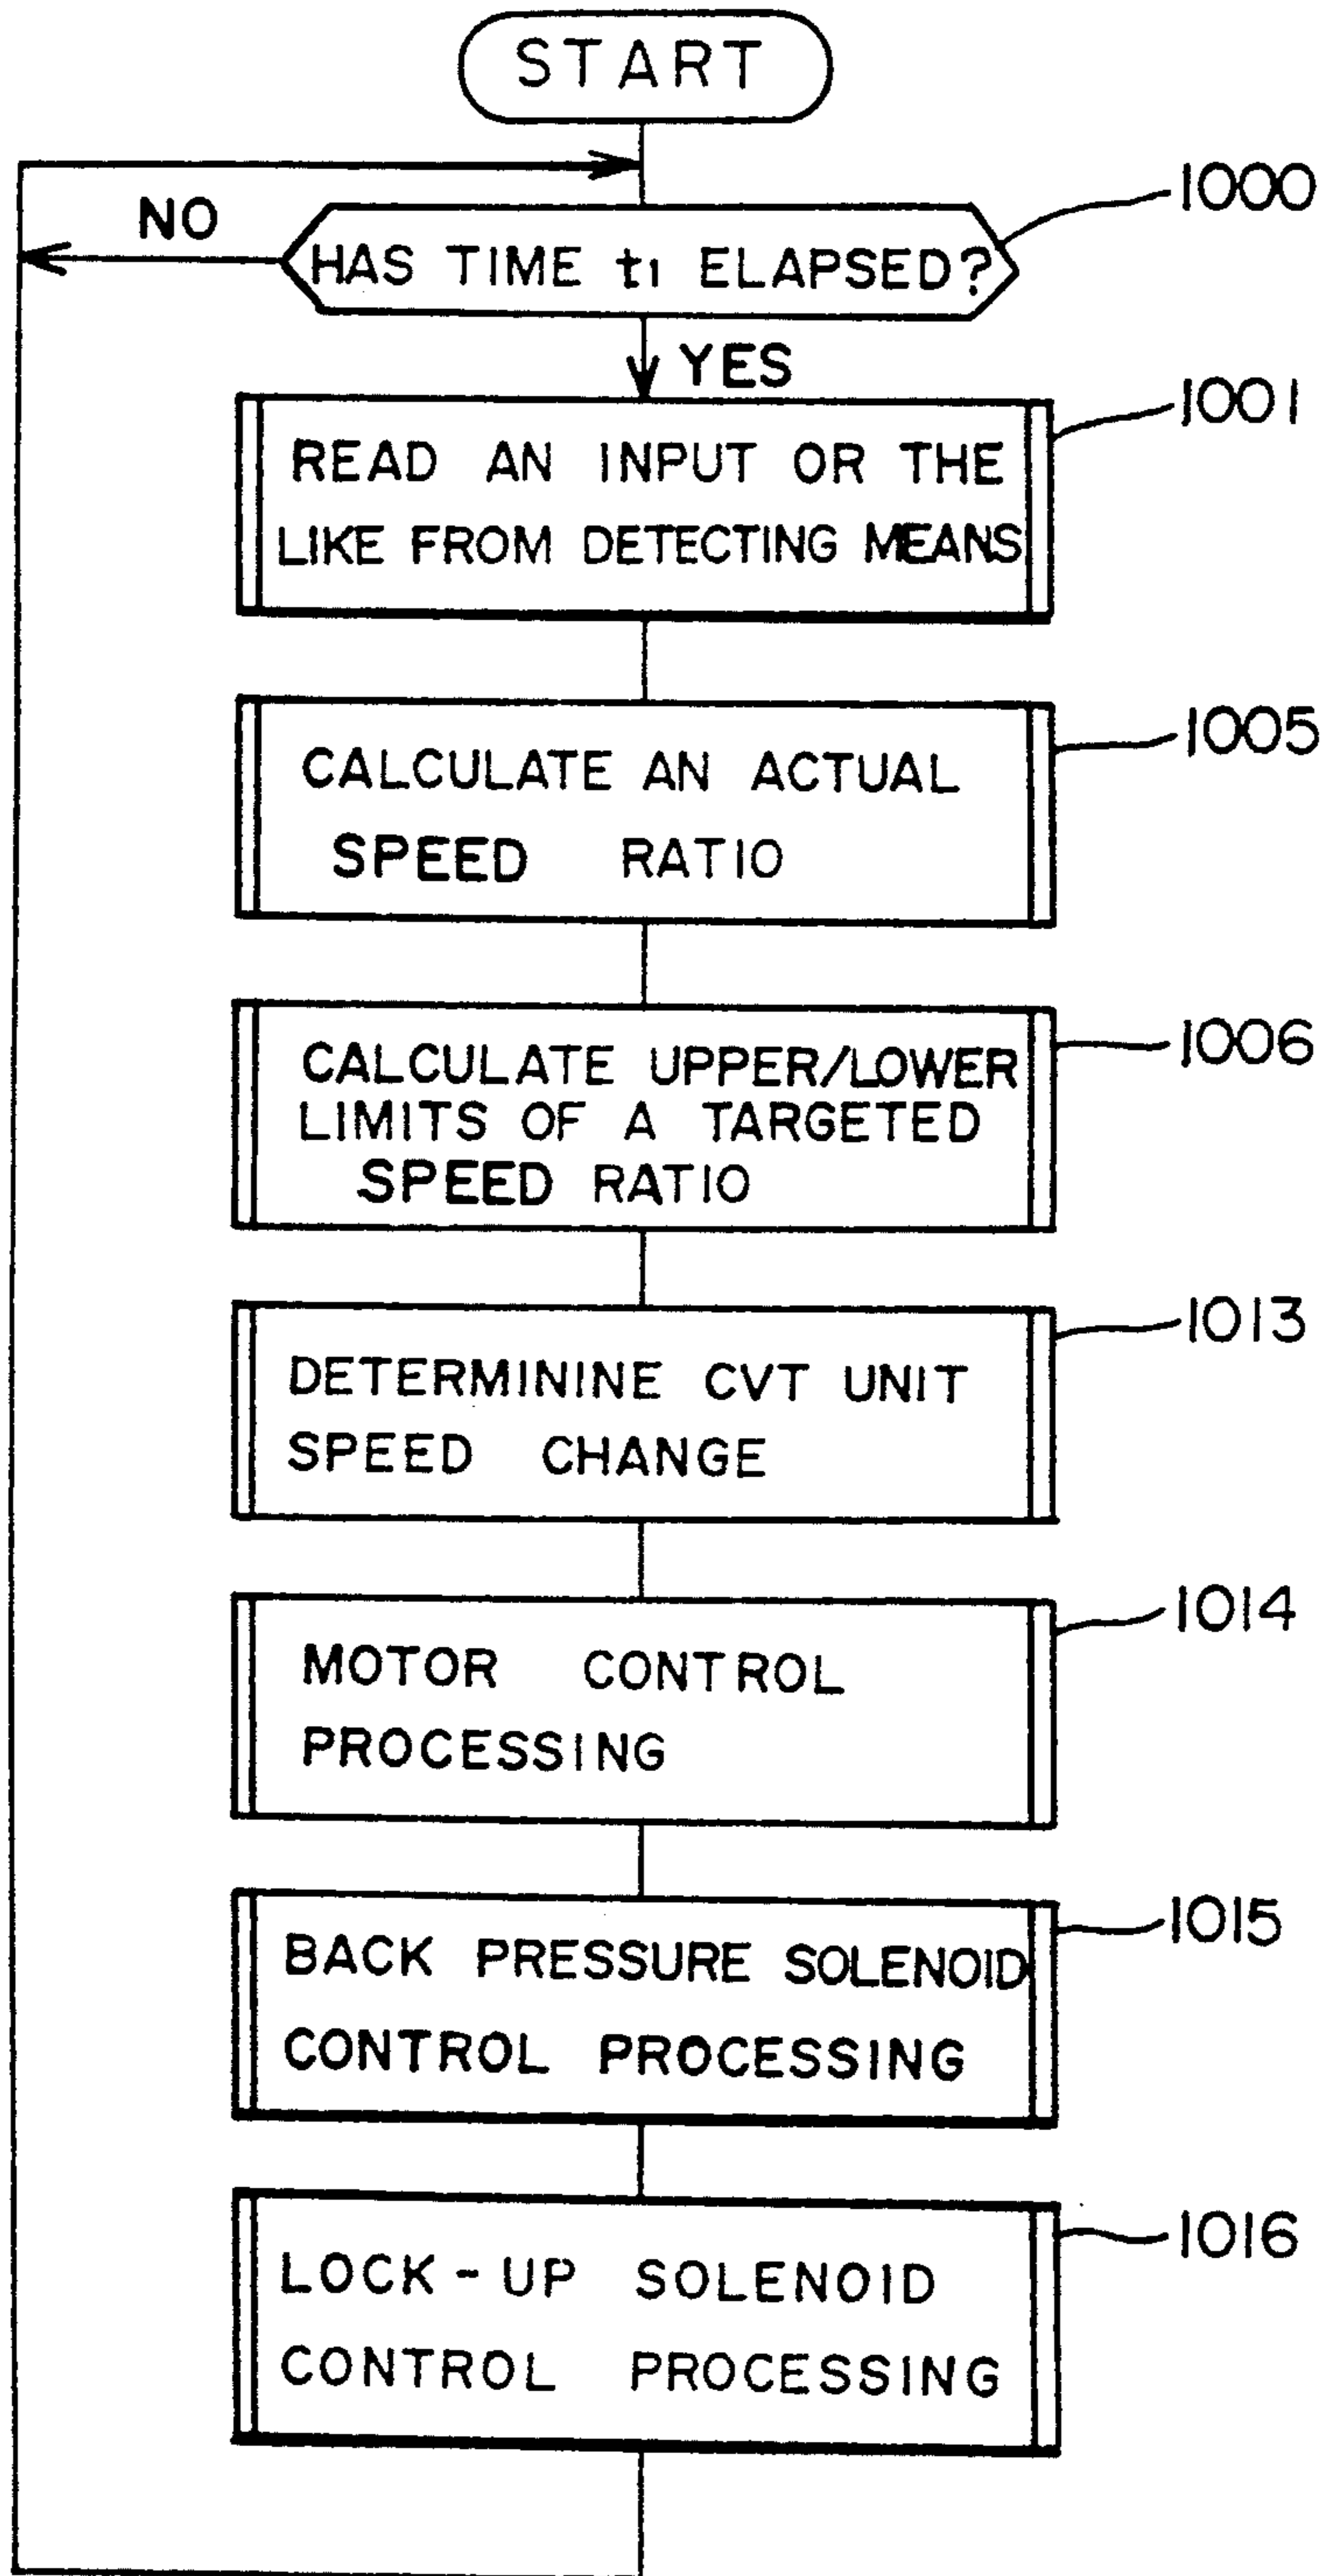 START
1000
NO
HAS TIME t1 ELAPSED?
YES
1001
READ AN INPUT OR THE
LIKE FROM DETECTING MEANS
1005
CALCULATE AN ACTUAL
SPEED RATIO
1006
CALCULATE UPPER/LOWER
LIMITS OF A TARGETED
SPEED RATIO
1013
DETERMININE CVT UNIT
SPEED CHANGE
1014
MOTOR CONTROL
PROCESSING
1015
BACK PRESSURE SOLENOID
CONTROL PROCESSING
1016
LOCK-UP SOLENOID
CONTROL PROCESSING